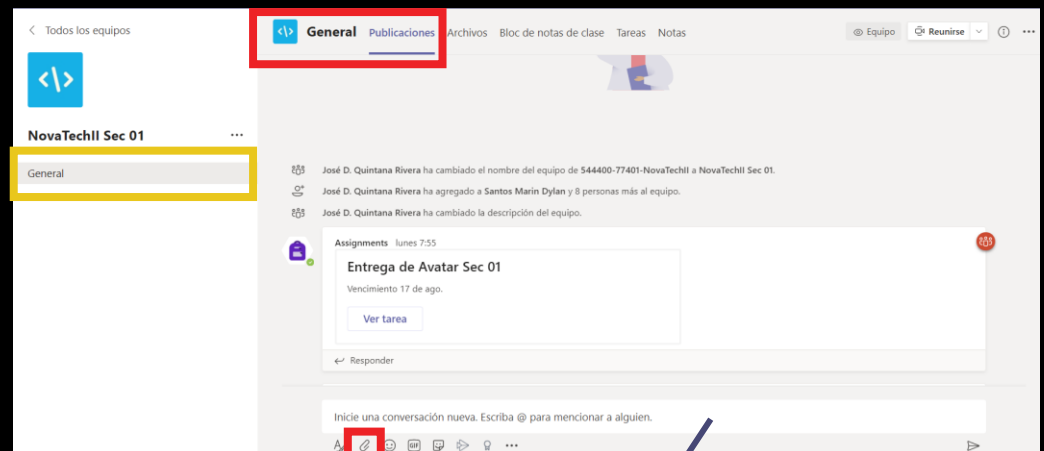 Todos los equipos
NovaTechII Sec 01
General
General Publicaciones Archivos Bloc de notas de clase Tareas Notas
Equipo Reunirse
José D. Quintana Rivera ha cambiado el nombre del equipo de 544400-77401-NovaTechII a NovaTechII Sec 01.
José D. Quintana Rivera ha agregado a Santos Marin Dylan y 8 personas más al equipo.
José D. Quintana Rivera ha cambiado la descripción del equipo.
Assignments lunes 7:55
Entrega de Avatar Sec 01
Vencimiento 17 de ago.
Ver tarea
Responder
Inicie una conversación nueva. Escriba @ para mencionar a alguien.
GIF